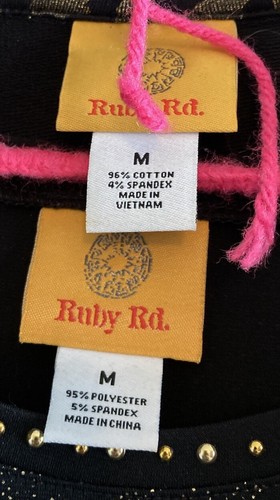 Ruby Rd.
M
96% COTTON
4% SPANDEX
MADE IN
VIETNAM
Ruby Rd.
M
95% POLYESTER
5% SPANDEX
MADE IN CHINA